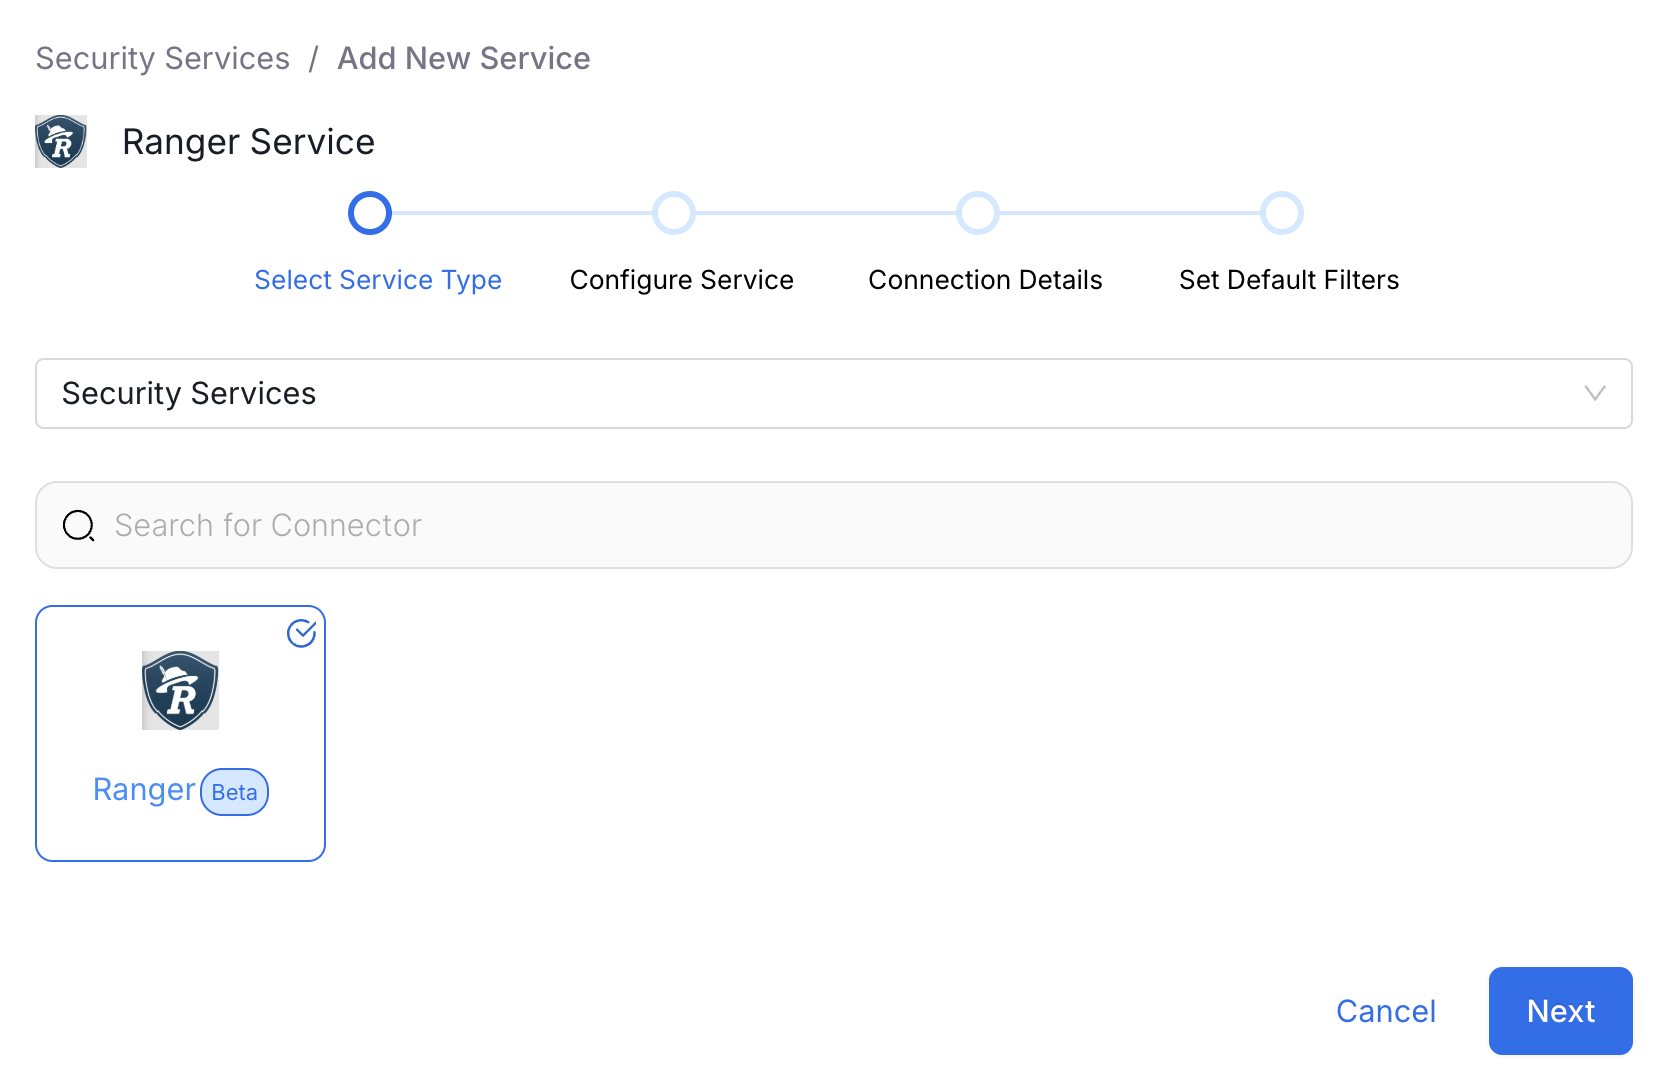 Security Services / Add New Service
R
Ranger Service
Select Service Type
Configure Service
Connection Details
Set Default Filters
Security Services
Search for Connector
R
Ranger Beta
Cancel
Next